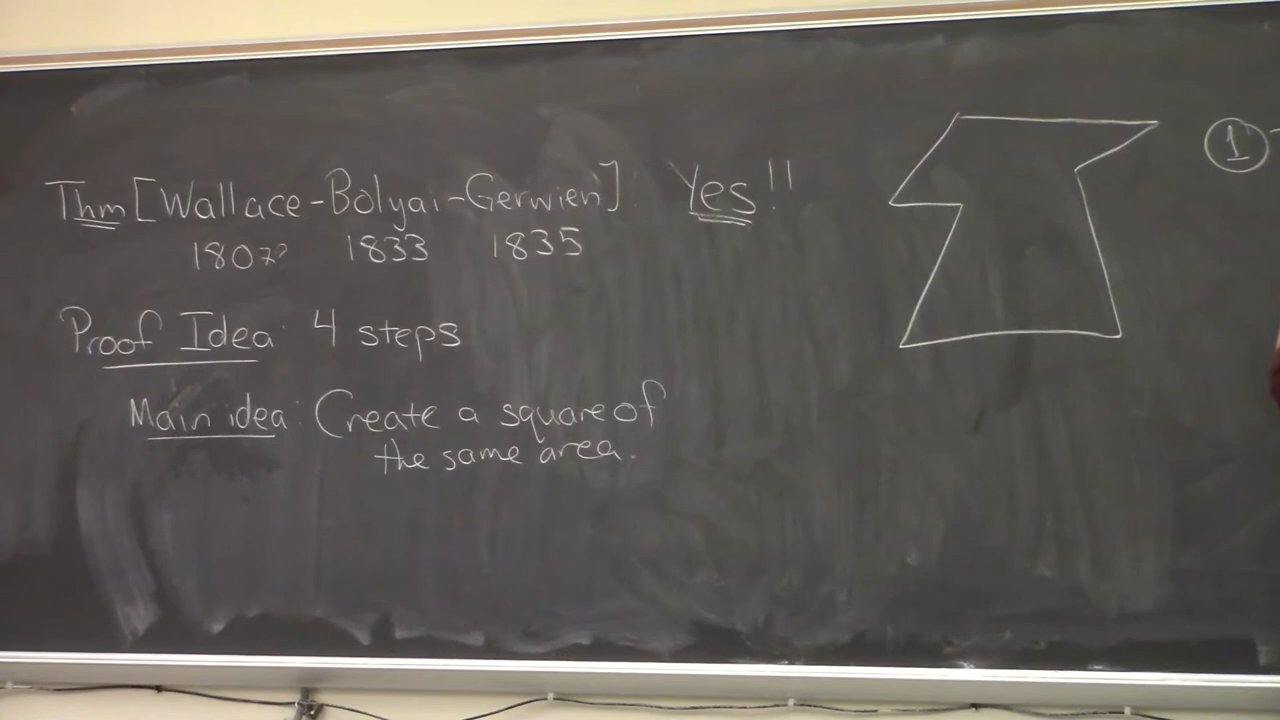 Thm [Wallace-Bolyai-Gerwien]: Yes!!
1807? 1833 1835
Proof Idea: 4 steps
Main idea: Create a square of
the same area.
1